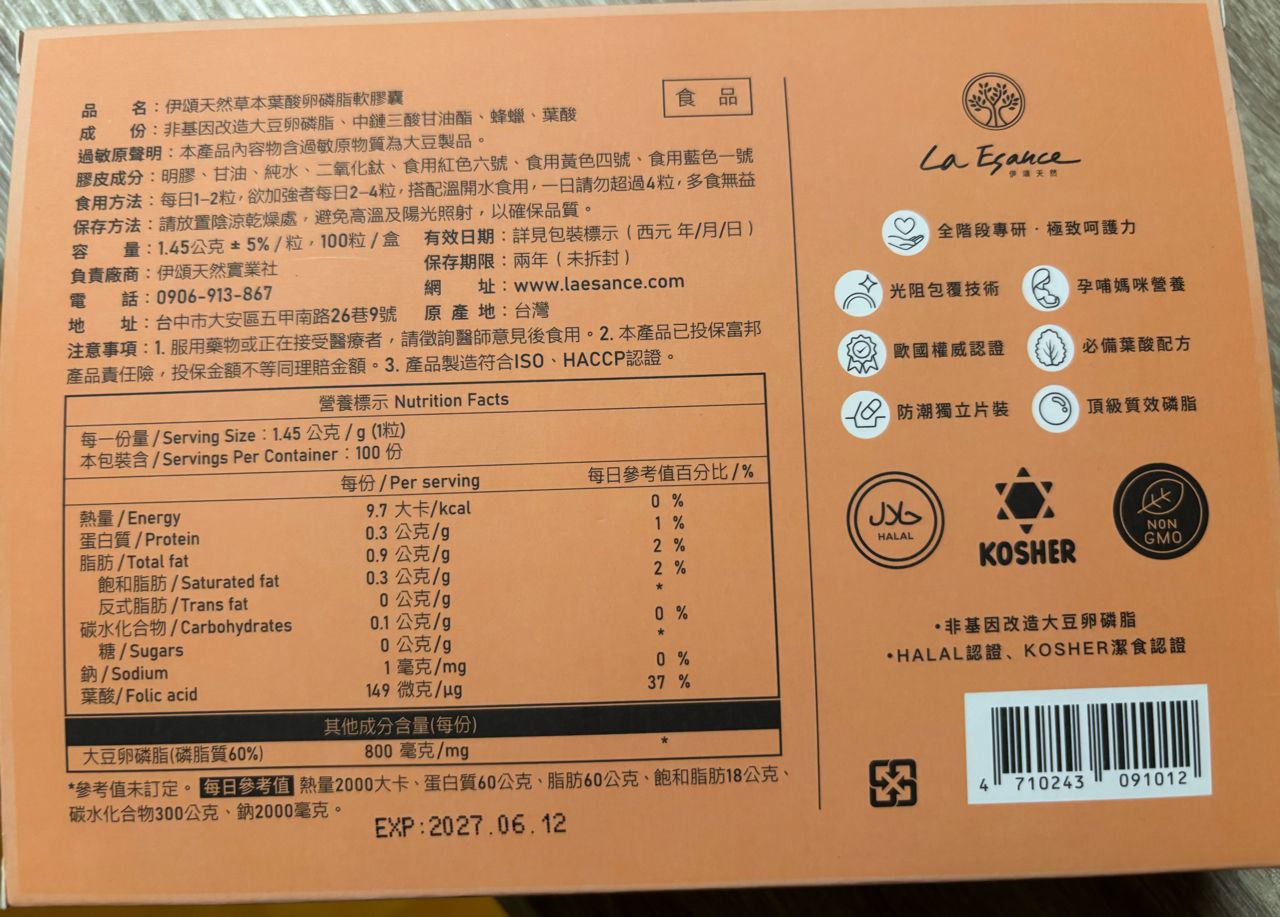 品　　名：伊頌天然草本葉酸卵磷脂軟膠囊
食　品
成　　份：非基因改造大豆卵磷脂、中鏈三酸甘油酯、蜂蠟、葉酸
過敏原聲明：本產品內容物含過敏原物質為大豆製品。
膠皮成分：明膠、甘油、純水、二氧化鈦、食用紅色六號、食用黃色四號、食用藍色一號
食用方法：每日1-2粒，欲加強者每日2-4粒，搭配溫開水食用，一日請勿超過4粒，多食無益
保存方法：請放置陰涼乾燥處，避免高溫及陽光照射，以確保品質。
容　　量：1.45公克 ± 5% / 粒，100粒 / 盒
有效日期：詳見包裝標示（西元 年/月/日）
負責廠商：伊頌天然實業社
保存期限：兩年（未拆封）
電　　話：0906-913-867
網　　址：www.laesance.com
地　　址：台中市大安區五甲南路26巷9號
原 產 地：台灣
注意事項：1. 服用藥物或正在接受醫療者，請徵詢醫師意見後食用。2. 本產品已投保富邦
產品責任險，投保金額不等同理賠金額。3. 產品製造符合ISO、HACCP認證。
營養標示 Nutrition Facts
每一份量 / Serving Size：1.45 公克 / g (1粒)
本包裝含 / Servings Per Container：100 份
每份 / Per serving 每日參考值百分比 / %
熱量 / Energy 9.7 大卡/kcal 0 %
蛋白質 / Protein 0.3 公克/g 1 %
脂肪 / Total fat 0.9 公克/g 2 %
飽和脂肪 / Saturated fat 0.3 公克/g 2 %
反式脂肪 / Trans fat 0 公克/g *
碳水化合物 / Carbohydrates 0.1 公克/g 0 %
糖 / Sugars 0 公克/g *
鈉 / Sodium 1 毫克/mg 0 %
葉酸/ Folic acid 149 微克/μg 37 %
其他成分含量(每份)
大豆卵磷脂(磷脂質60%) 800 毫克/mg *
*參考值未訂定。 每日參考值 熱量2000大卡、蛋白質60公克、脂肪60公克、飽和脂肪18公克、
碳水化合物300公克、鈉2000毫克。
EXP:2027.06.12
La Esance
伊頌天然
全階段專研・極致呵護力
光阻包覆技術
孕哺媽咪營養
歐國權威認證
必備葉酸配方
防潮獨立片裝
頂級質效磷脂
حلال
HALAL
KOSHER
NON
GMO
•非基因改造大豆卵磷脂
•HALAL認證、KOSHER潔食認證
4 710243 091012